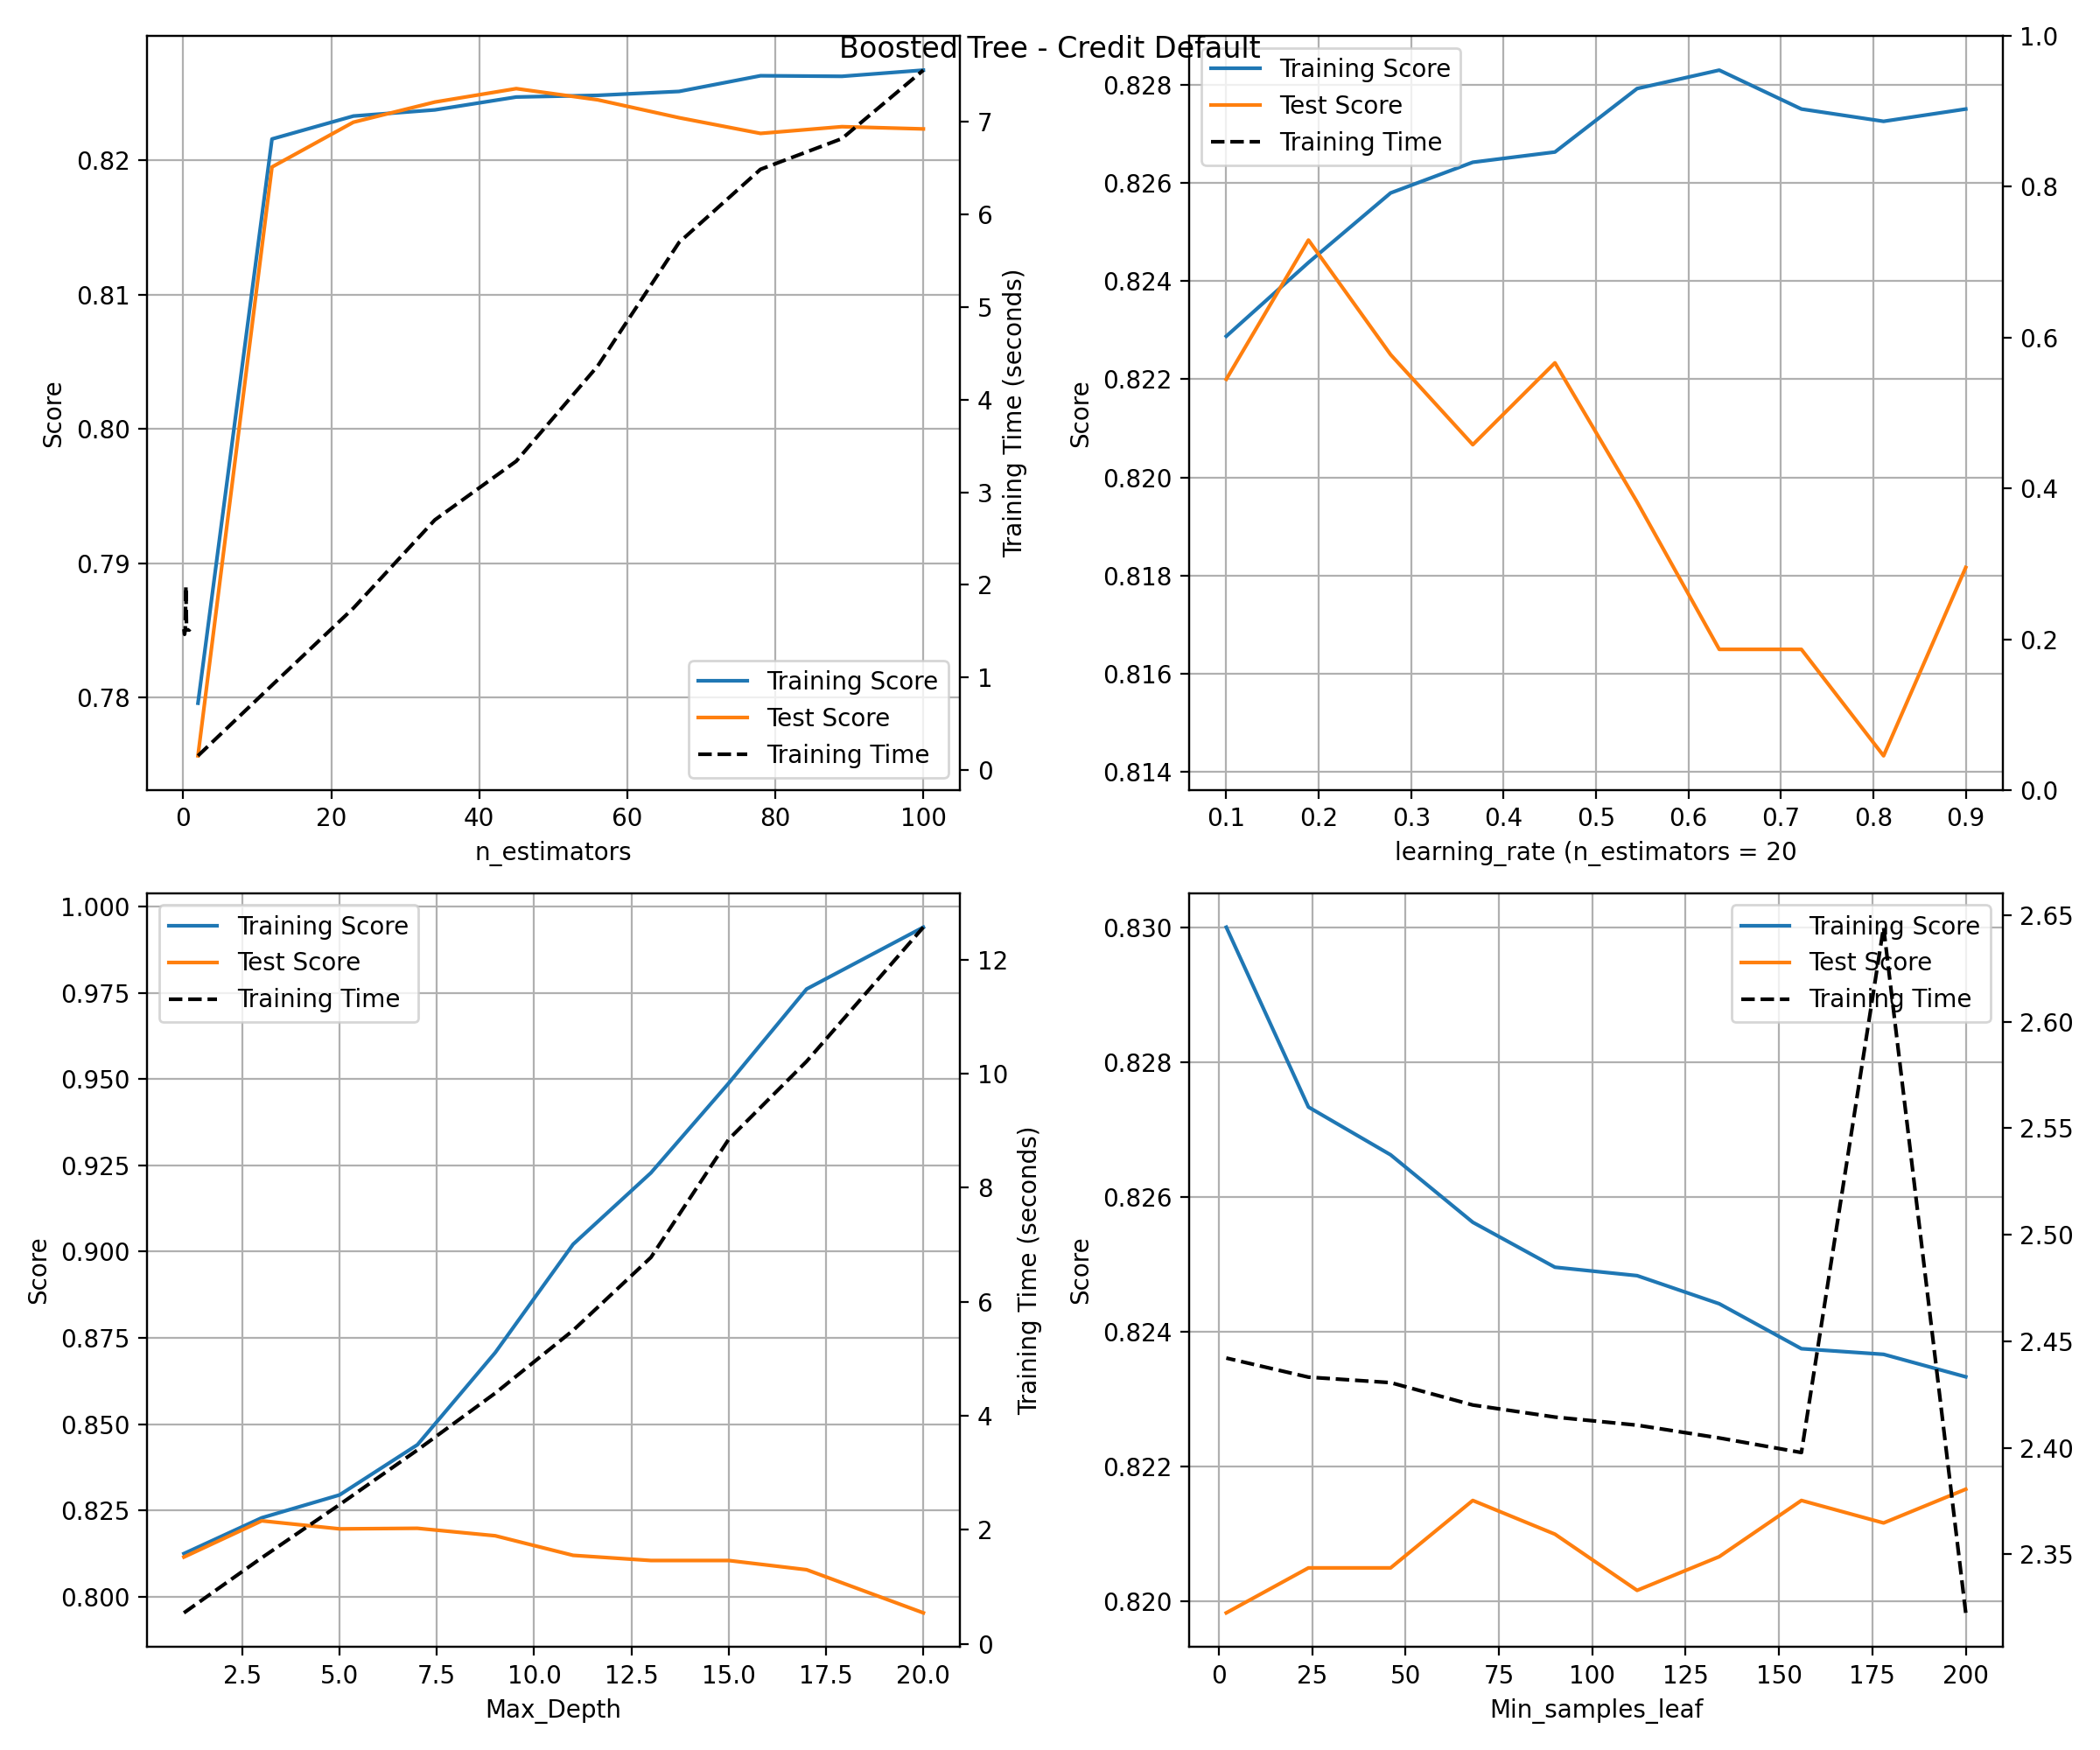 Boosted Tree - Credit Default
0.82
0.81
0.80
0.79
0.78
Score
7
6
5
4
3
2
1
0
Training Time (seconds)
Training Score
Test Score
Training Time
0 20 40 60 80 100
n_estimators
0.828
0.826
0.824
0.822
0.820
0.818
0.816
0.814
Score
Training Score
Test Score
Training Time
1.0
0.8
0.6
0.4
0.2
0.0
0.1 0.2 0.3 0.4 0.5 0.6 0.7 0.8 0.9
learning_rate (n_estimators = 20
1.000
0.975
0.950
0.925
0.900
0.875
0.850
0.825
0.800
Score
Training Score
Test Score
Training Time
12
10
8
6
4
2
0
Training Time (seconds)
2.5 5.0 7.5 10.0 12.5 15.0 17.5 20.0
Max_Depth
0.830
0.828
0.826
0.824
0.822
0.820
Score
Training Score
Test Score
Training Time
2.65
2.60
2.55
2.50
2.45
2.40
2.35
0 25 50 75 100 125 150 175 200
Min_samples_leaf